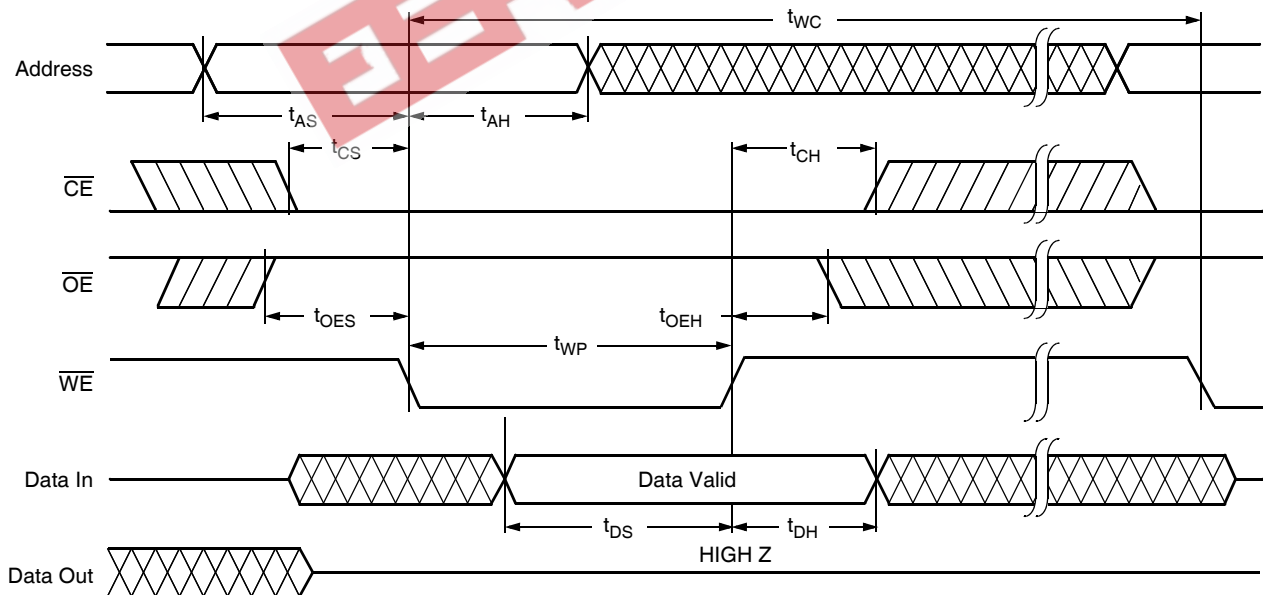 tWC
Address
tAS
tAH
tCS
tCH
CE
OE
tOES
tOEH
tWP
WE
Data In
Data Valid
tDS
tDH
HIGH Z
Data Out